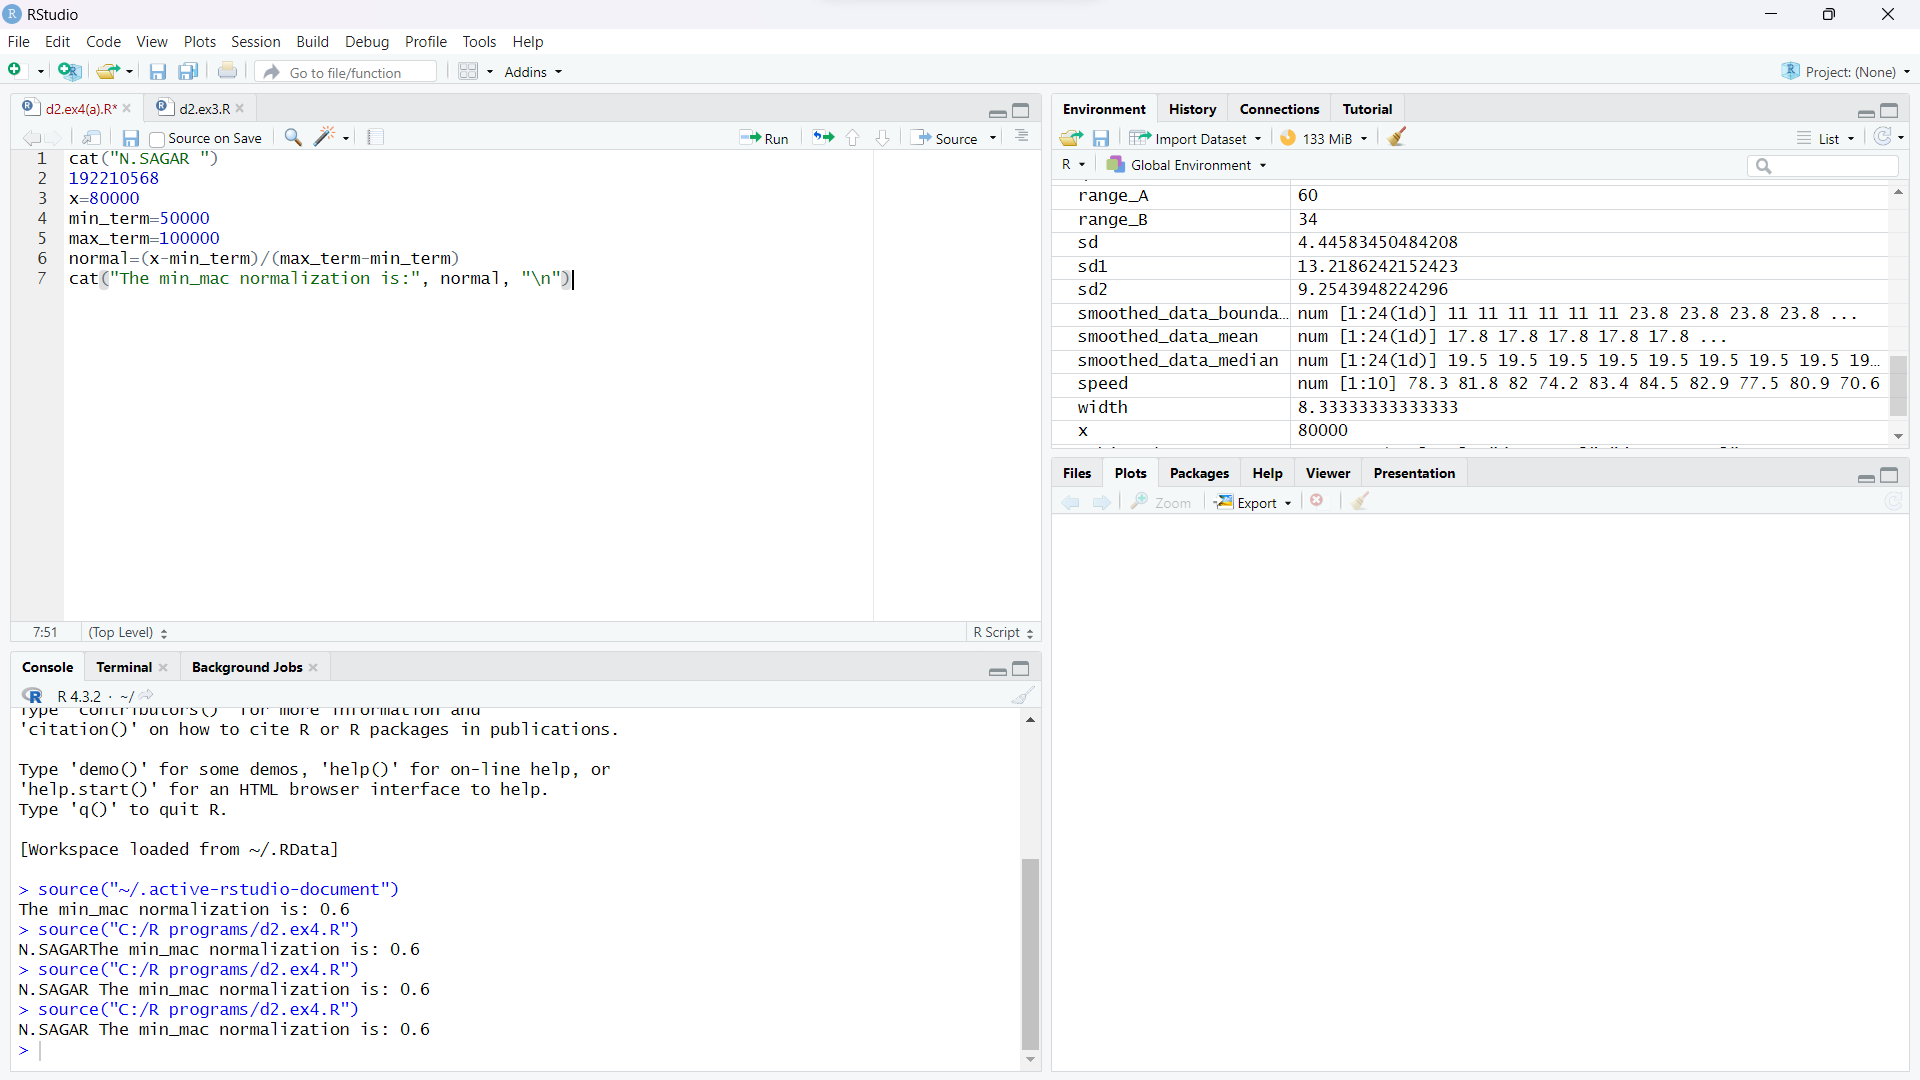 RStudio
File Edit Code View Plots Session Build Debug Profile Tools Help
Go to file/function Addins Project: (None)
d2.ex4(a).R* d2.ex3.R
Source on Save Run Source
1 cat("N.SAGAR ")
2 192210568
3 x=80000
4 min_term=50000
5 max_term=100000
6 normal=(x-min_term)/(max_term-min_term)
7 cat("The min_mac normalization is:", normal, "\n")
7:51 (Top Level) R Script
Console Terminal Background Jobs
R 4.3.2 · ~/
Type 'contributors()' for more information and
'citation()' on how to cite R or R packages in publications.
Type 'demo()' for some demos, 'help()' for on-line help, or
'help.start()' for an HTML browser interface to help.
Type 'q()' to quit R.
[Workspace loaded from ~/.RData]
> source("~/.active-rstudio-document")
The min_mac normalization is: 0.6
> source("C:/R programs/d2.ex4.R")
N.SAGARThe min_mac normalization is: 0.6
> source("C:/R programs/d2.ex4.R")
N.SAGAR The min_mac normalization is: 0.6
> source("C:/R programs/d2.ex4.R")
N.SAGAR The min_mac normalization is: 0.6
>
Environment History Connections Tutorial
Import Dataset 133 MiB List
R Global Environment
range_A 60
range_B 34
sd 4.44583450484208
sd1 13.2186242152423
sd2 9.2543948224296
smoothed_data_bounda… num [1:24(1d)] 11 11 11 11 11 11 23.8 23.8 23.8 23.8 ...
smoothed_data_mean num [1:24(1d)] 17.8 17.8 17.8 17.8 17.8 ...
smoothed_data_median num [1:24(1d)] 19.5 19.5 19.5 19.5 19.5 19.5 19.5 19.5 19…
speed num [1:10] 78.3 81.8 82 74.2 83.4 84.5 82.9 77.5 80.9 70.6
width 8.33333333333333
x 80000
Files Plots Packages Help Viewer Presentation
Zoom Export